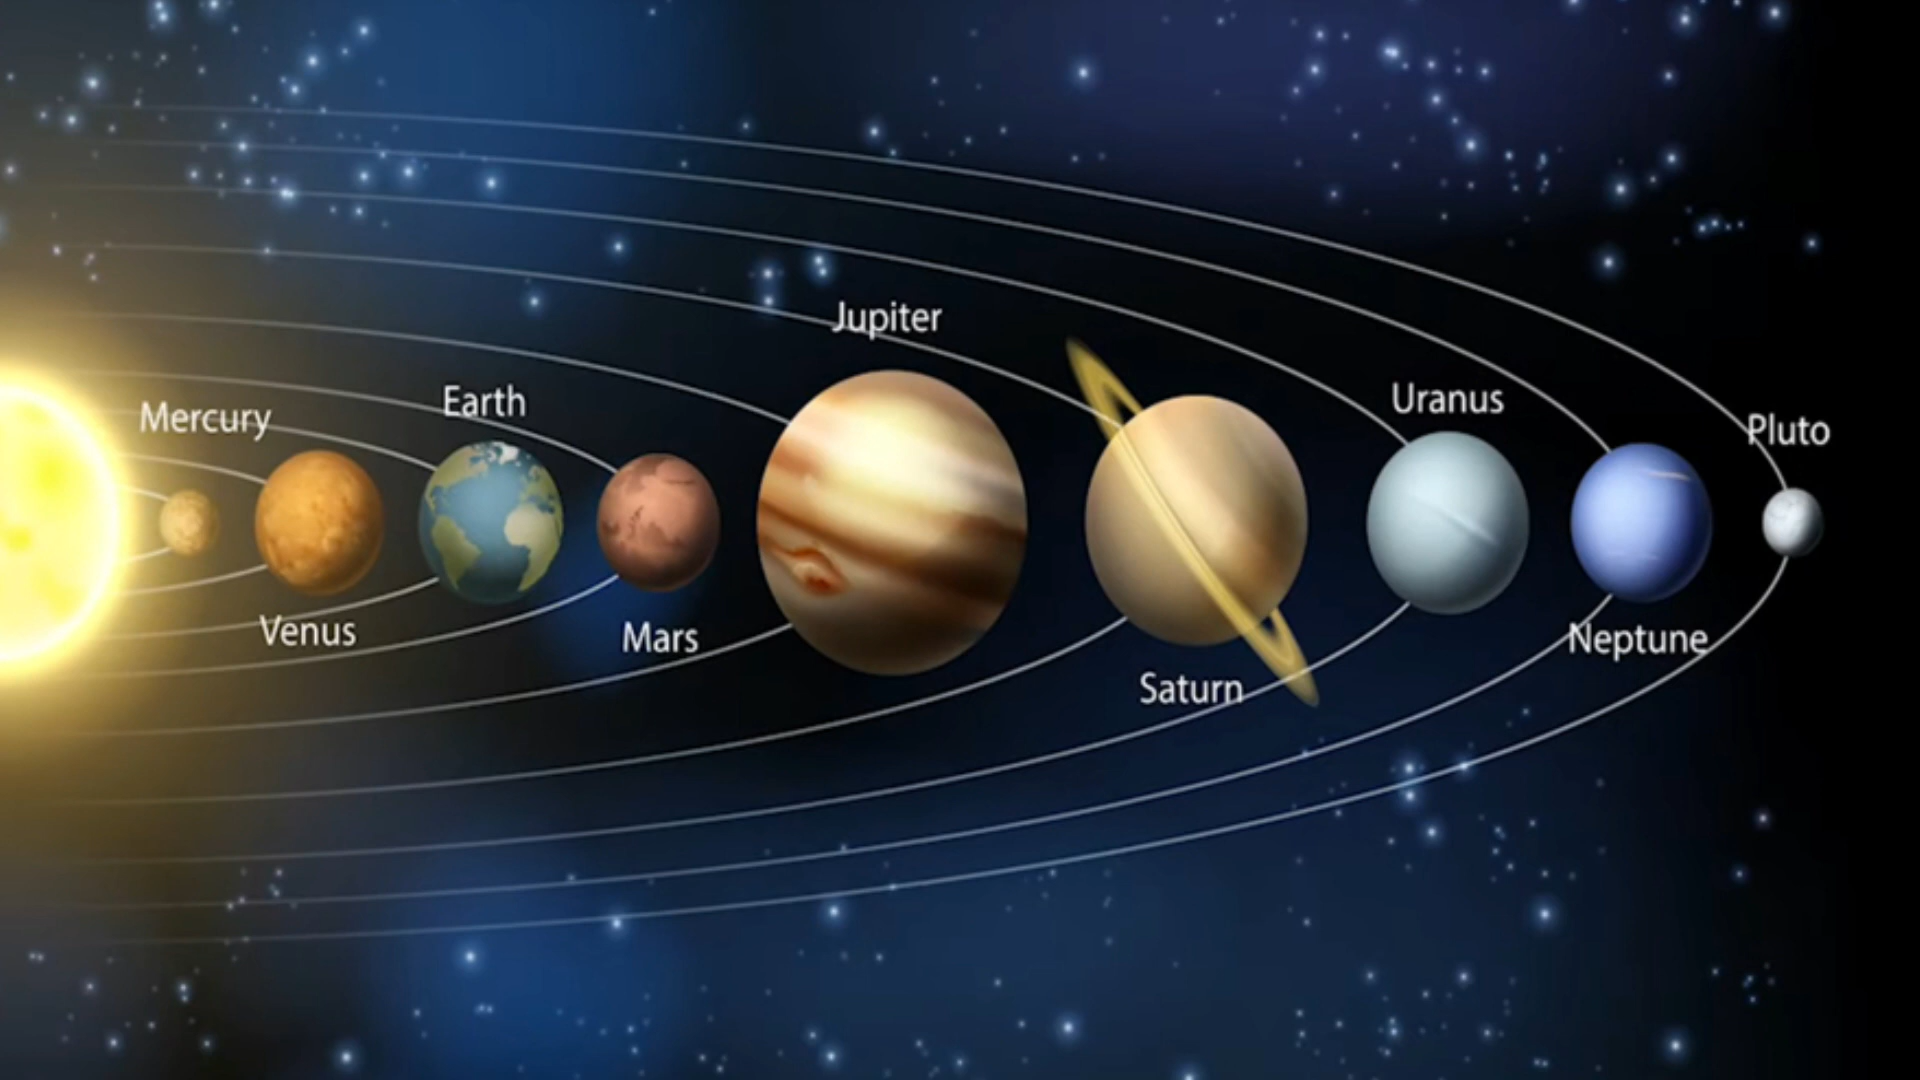 Mercury
Venus
Earth
Mars
Jupiter
Saturn
Uranus
Neptune
Pluto